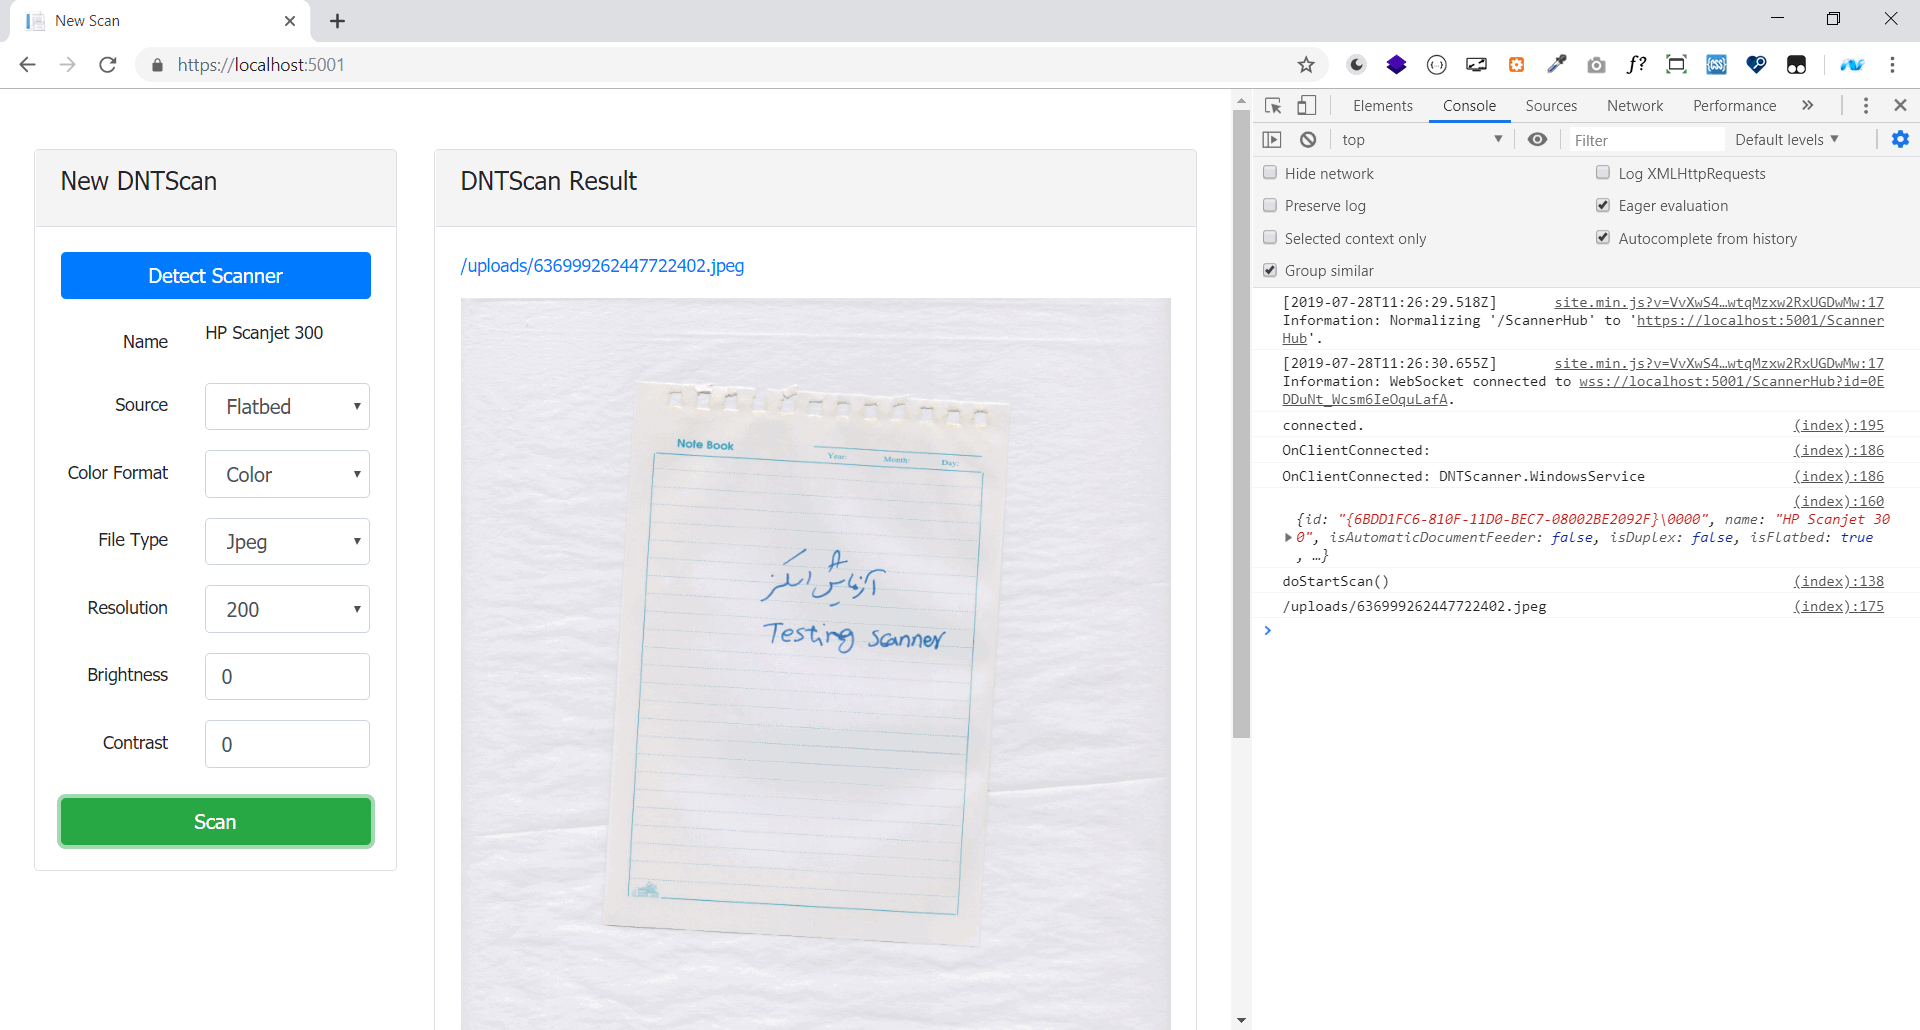 New Scan
https://localhost:5001
New DNTScan
Detect Scanner
Name HP Scanjet 300
Source Flatbed
Color Format Color
File Type Jpeg
Resolution 200
Brightness 0
Contrast 0
Scan
DNTScan Result
/uploads/636999262447722402.jpeg
Note Book
Year: Month: Day:
آزمایش اسکنر
Testing scanner
Elements Console Sources Network Performance »
top Filter Default levels
Hide network Log XMLHttpRequests
Preserve log Eager evaluation
Selected context only Autocomplete from history
Group similar
[2019-07-28T11:26:29.518Z] site.min.js?v=VvXwS4…wtqMzxw2RxUGDwMw:17
Information: Normalizing '/ScannerHub' to 'https://localhost:5001/Scanner
Hub'.
[2019-07-28T11:26:30.655Z] site.min.js?v=VvXwS4…wtqMzxw2RxUGDwMw:17
Information: WebSocket connected to wss://localhost:5001/ScannerHub?id=0E
DDuNt_Wcsm6IeOquLafA.
connected. (index):195
OnClientConnected: (index):186
OnClientConnected: DNTScanner.WindowsService (index):186
(index):160
{id: "{6BDD1FC6-810F-11D0-BEC7-08002BE2092F}\0000", name: "HP Scanjet 30
0", isAutomaticDocumentFeeder: false, isDuplex: false, isFlatbed: true
, …}
doStartScan() (index):138
/uploads/636999262447722402.jpeg (index):175